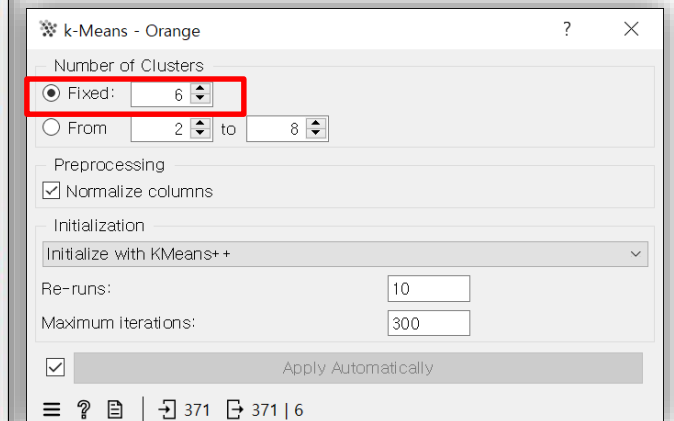 k-Means - Orange ?
Number of Clusters
Fixed: 6
From 2 to 8
Preprocessing
Normalize columns
Initialization
Initialize with KMeans++
Re-runs: 10
Maximum iterations: 300
Apply Automatically
? 371 371 | 6